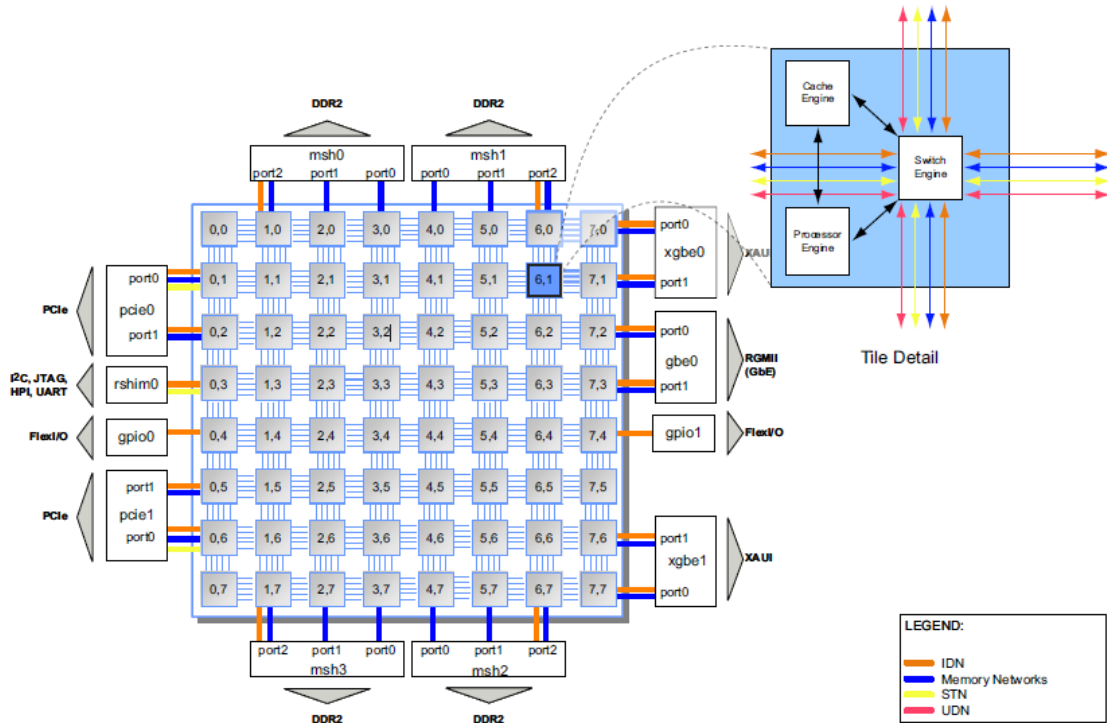 DDR2 DDR2
msh0 msh1
port2 port1 port0 port0 port1 port2
0,0 1,0 2,0 3,0 4,0 5,0 6,0 7,0
port0
xgbe0
port1
XAUI
0,1 1,1 2,1 3,1 4,1 5,1 6,1 7,1
port0
PCIe
pcie0
port1
0,2 1,2 2,2 3,2 4,2 5,2 6,2 7,2
port0
gbe0
port1
RGMII
(GbE)
I²C, JTAG,
HPI, UART
rshim0
0,3 1,3 2,3 3,3 4,3 5,3 6,3 7,3
FlexI/O gpio0
0,4 1,4 2,4 3,4 4,4 5,4 6,4 7,4
gpio1 FlexI/O
port1
PCIe
pcie1
port0
0,5 1,5 2,5 3,5 4,5 5,5 6,5 7,5
0,6 1,6 2,6 3,6 4,6 5,6 6,6 7,6
port1
xgbe1
port0
XAUI
0,7 1,7 2,7 3,7 4,7 5,7 6,7 7,7
port2 port1 port0 port0 port1 port2
msh3 msh2
DDR2 DDR2
Cache
Engine
Switch
Engine
Processor
Engine
Tile Detail
LEGEND:
IDN
Memory Networks
STN
UDN